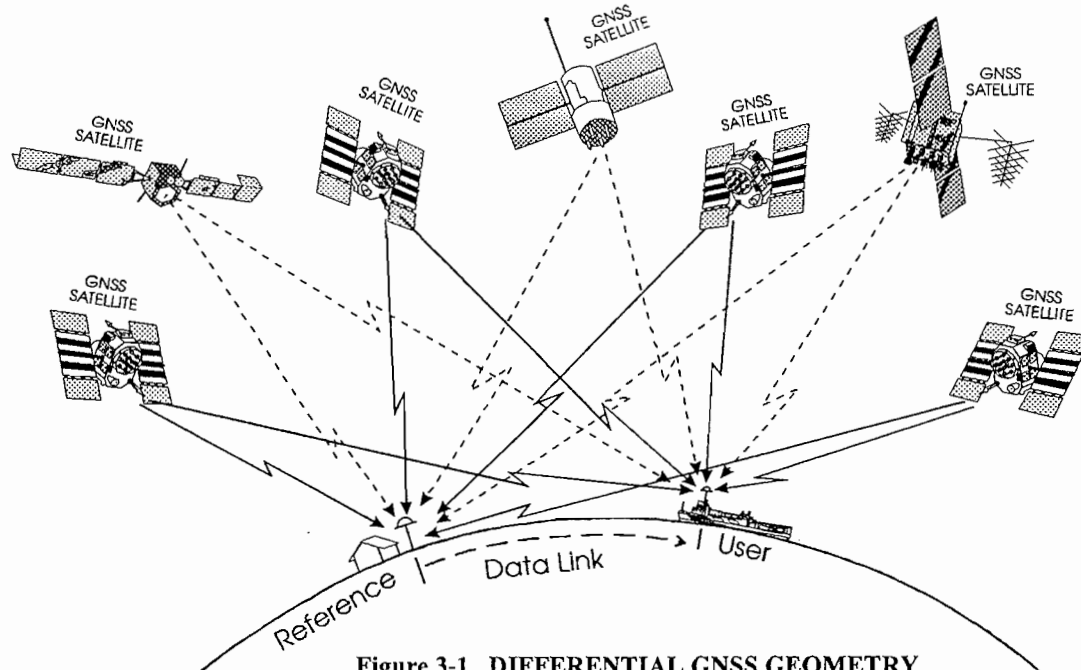 GNSS
SATELLITE
GNSS
SATELLITE
GNSS
SATELLITE
GNSS
SATELLITE
GNSS
SATELLITE
GNSS
SATELLITE
GNSS
SATELLITE
Reference
Data Link
User
Figure 3-1. DIFFERENTIAL GNSS GEOMETRY